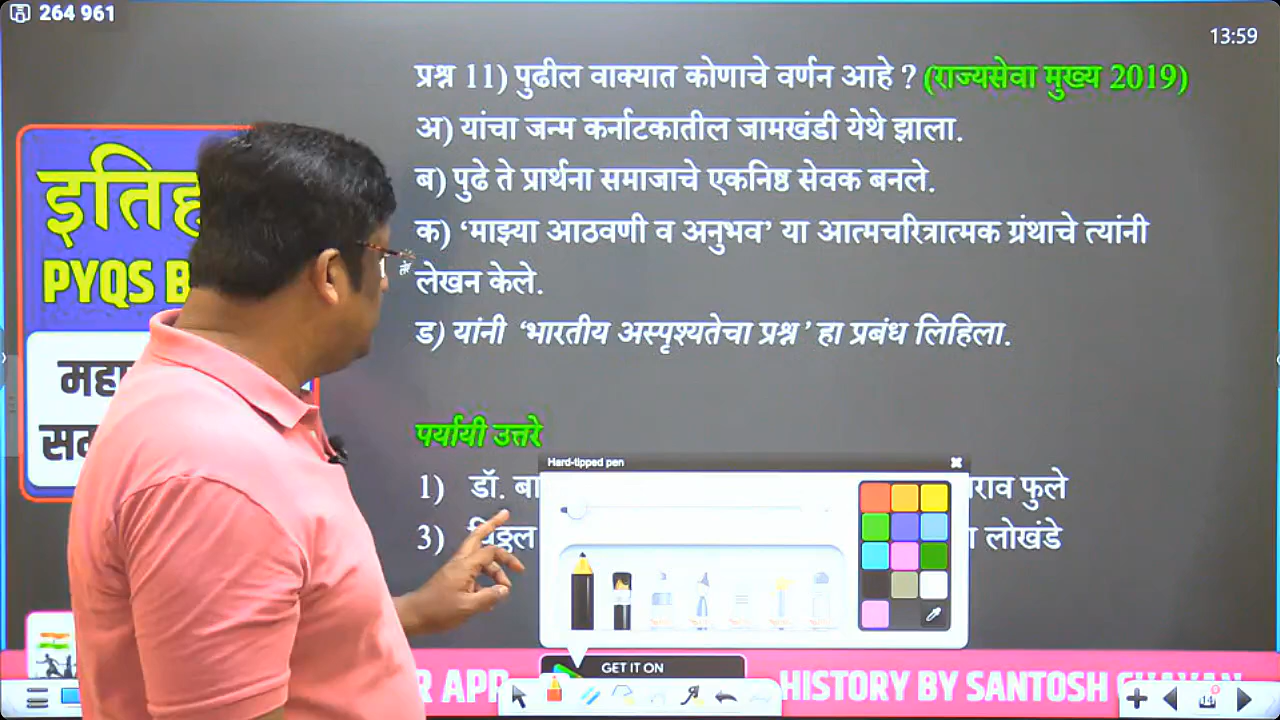 264 961
13:59
प्रश्न 11) पुढील वाक्यात कोणाचे वर्णन आहे ? (राज्यसेवा मुख्य 2019)
अ) यांचा जन्म कर्नाटकातील जामखंडी येथे झाला.
ब) पुढे ते प्रार्थना समाजाचे एकनिष्ठ सेवक बनले.
क) ‘माझ्या आठवणी व अनुभव’ या आत्मचरित्रात्मक ग्रंथाचे त्यांनी
लेखन केले.
ड) यांनी ‘भारतीय अस्पृश्यतेचा प्रश्न’ हा प्रबंध लिहिला.
PYQS
पर्यायी उत्तरे
Hard-tipped pen
1) डॉ. फुले
3) लोखंडे
GET IT ON
APP
HISTORY BY SANTOSH